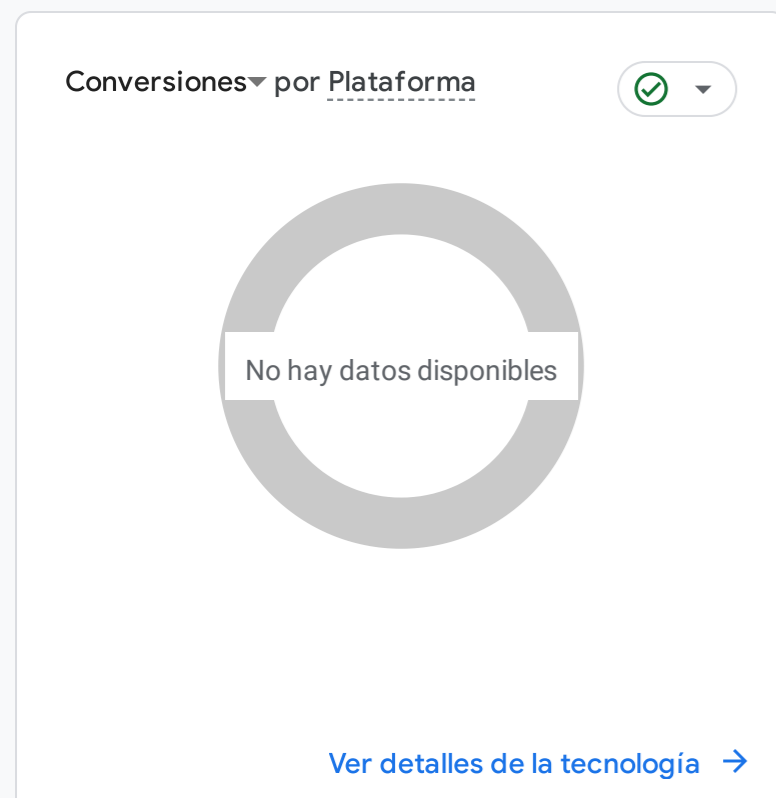 Conversiones por Plataforma
No hay datos disponibles
Ver detalles de la tecnología